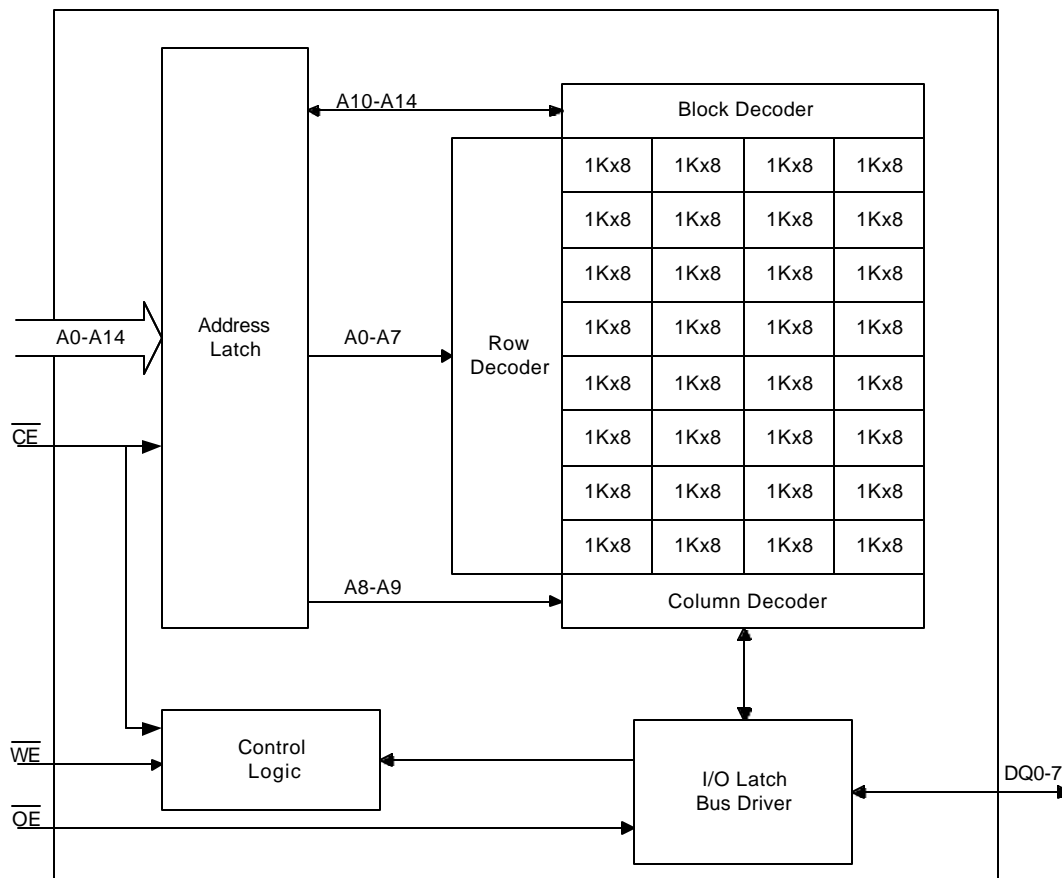 A10-A14
Block Decoder
1Kx8 1Kx8 1Kx8 1Kx8
1Kx8 1Kx8 1Kx8 1Kx8
1Kx8 1Kx8 1Kx8 1Kx8
1Kx8 1Kx8 1Kx8 1Kx8
1Kx8 1Kx8 1Kx8 1Kx8
1Kx8 1Kx8 1Kx8 1Kx8
1Kx8 1Kx8 1Kx8 1Kx8
1Kx8 1Kx8 1Kx8 1Kx8
A0-A14
Address
Latch
A0-A7
Row
Decoder
CE
A8-A9
Column Decoder
WE
Control
Logic
I/O Latch
Bus Driver
DQ0-7
OE